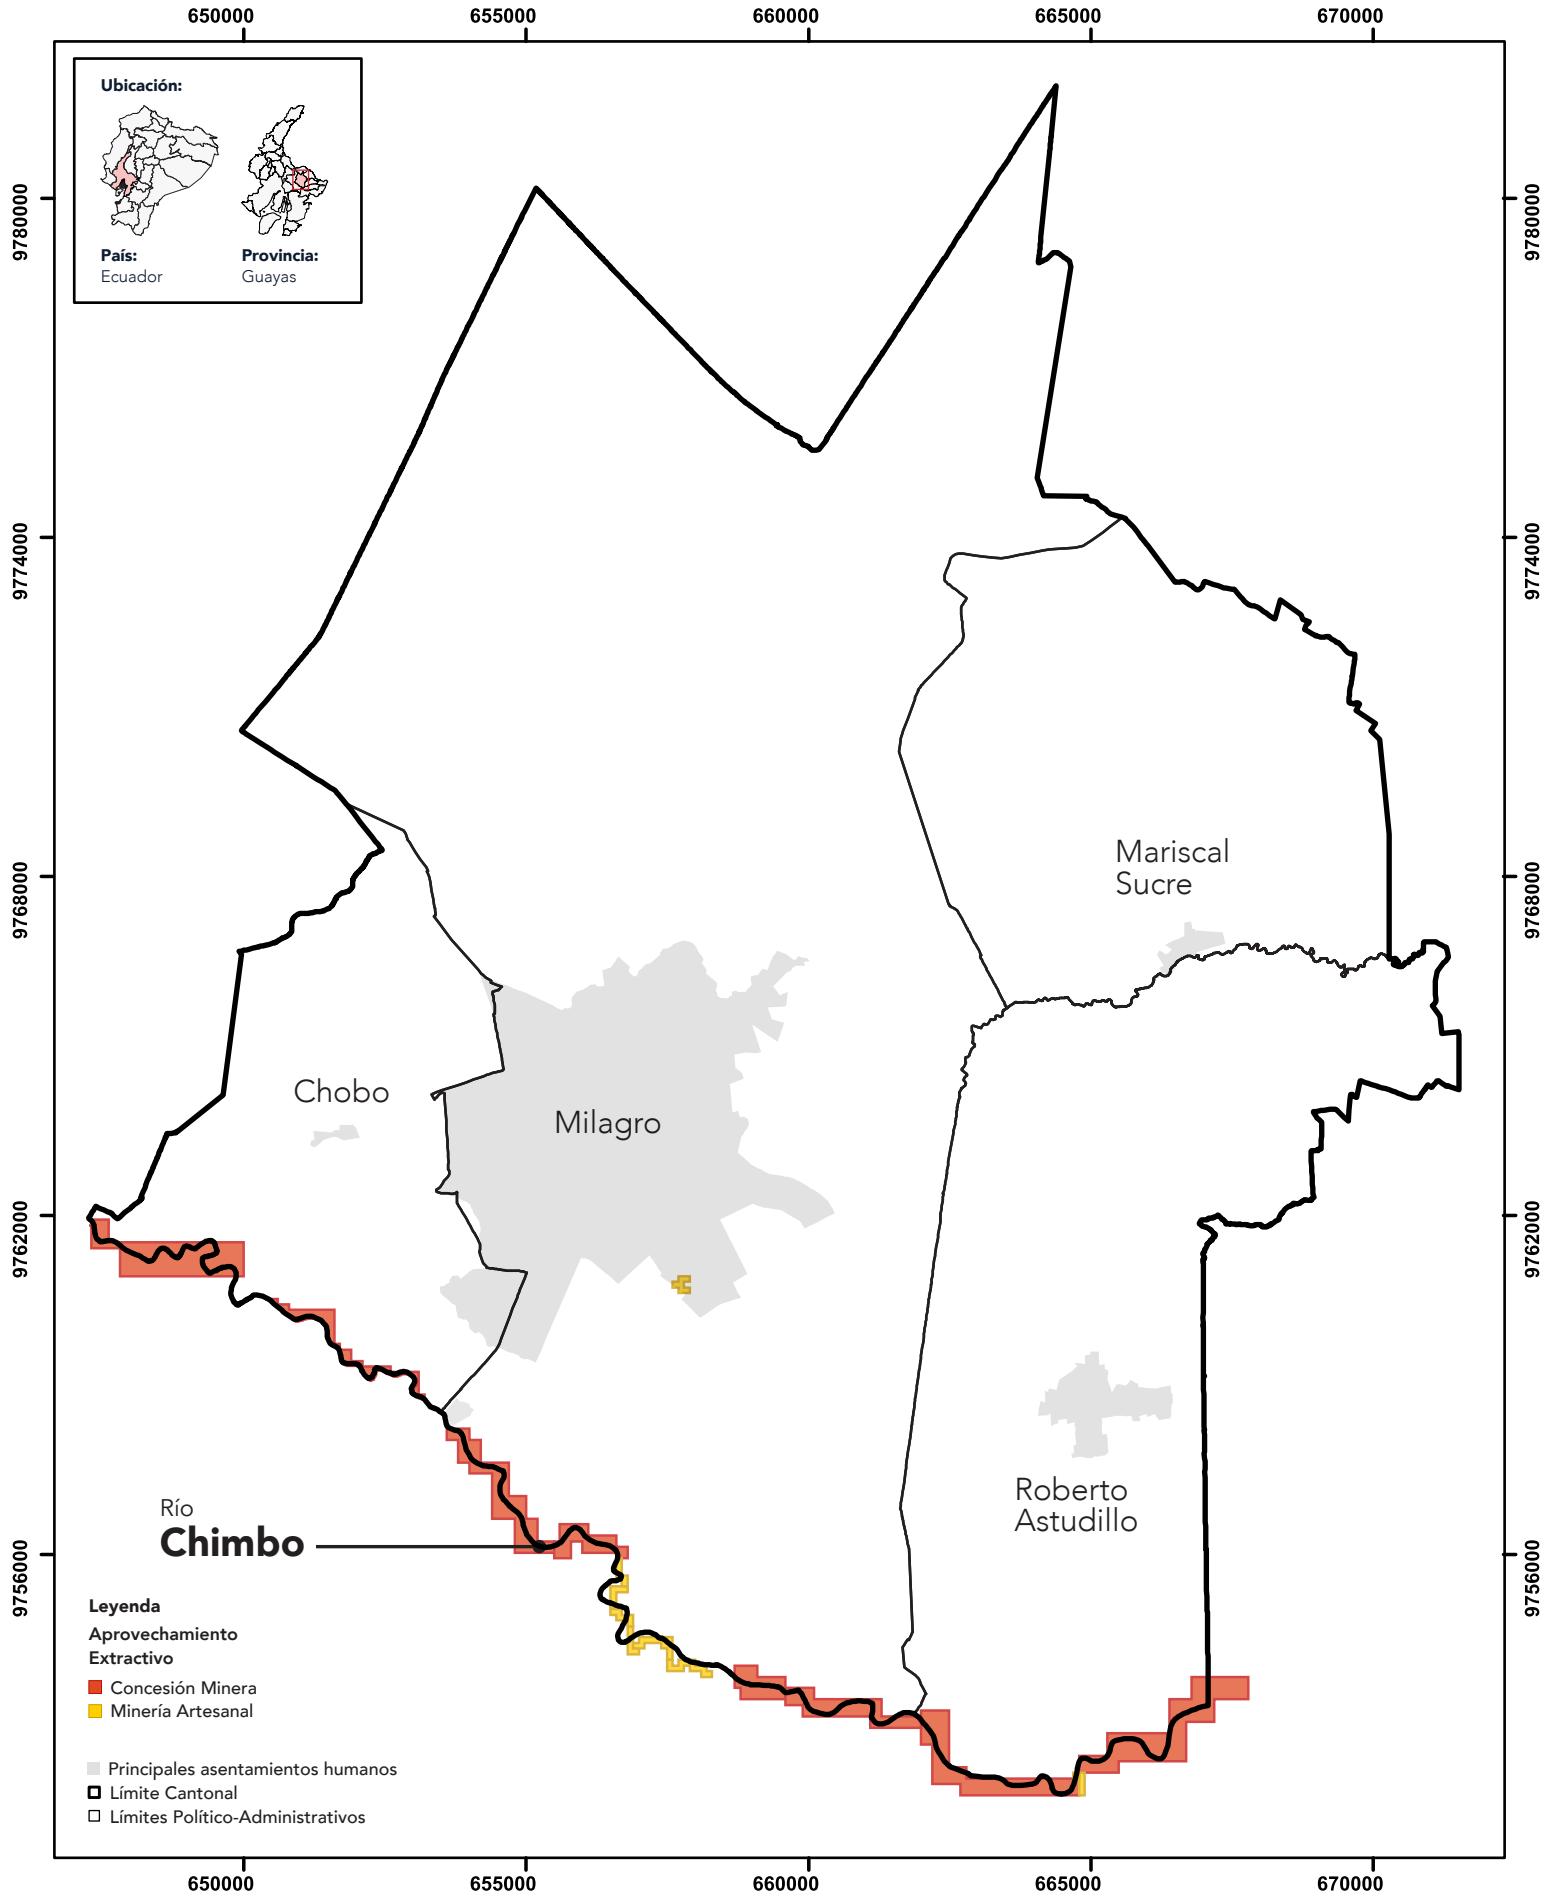 650000
655000
660000
665000
670000
Ubicación:
País:
Ecuador
Provincia:
Guayas
9780000
9780000
9774000
9774000
9768000
9768000
9762000
9762000
9756000
9756000
Mariscal
Sucre
Chobo
Milagro
Roberto
Astudillo
Río
Chimbo
Leyenda
Aprovechamiento
Extractivo
Concesión Minera
Minería Artesanal
Principales asentamientos humanos
Límite Cantonal
Límites Político-Administrativos
650000
655000
660000
665000
670000